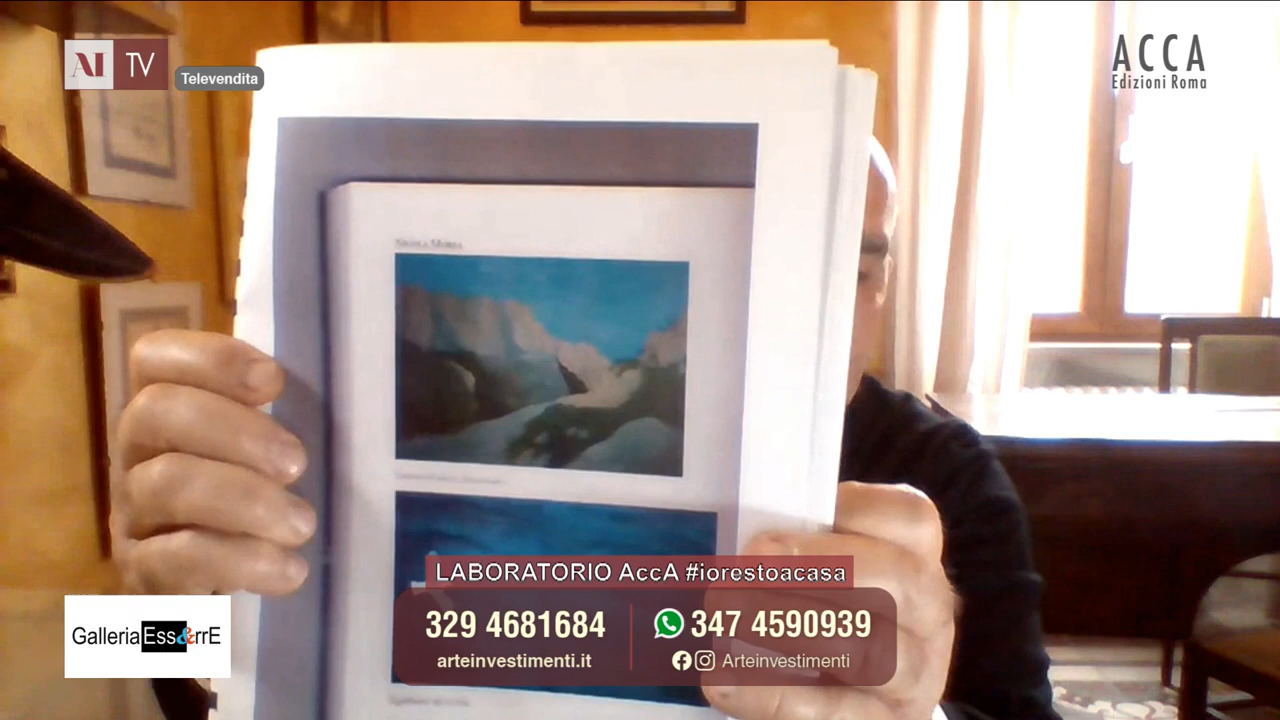 AI TV
Televendita
ACCA
Edizioni Roma
LABORATORIO AccA #iorestoacasa
329 4681684
347 4590939
arteinvestimenti.it
Arteinvestimenti
GalleriaEss&rrE